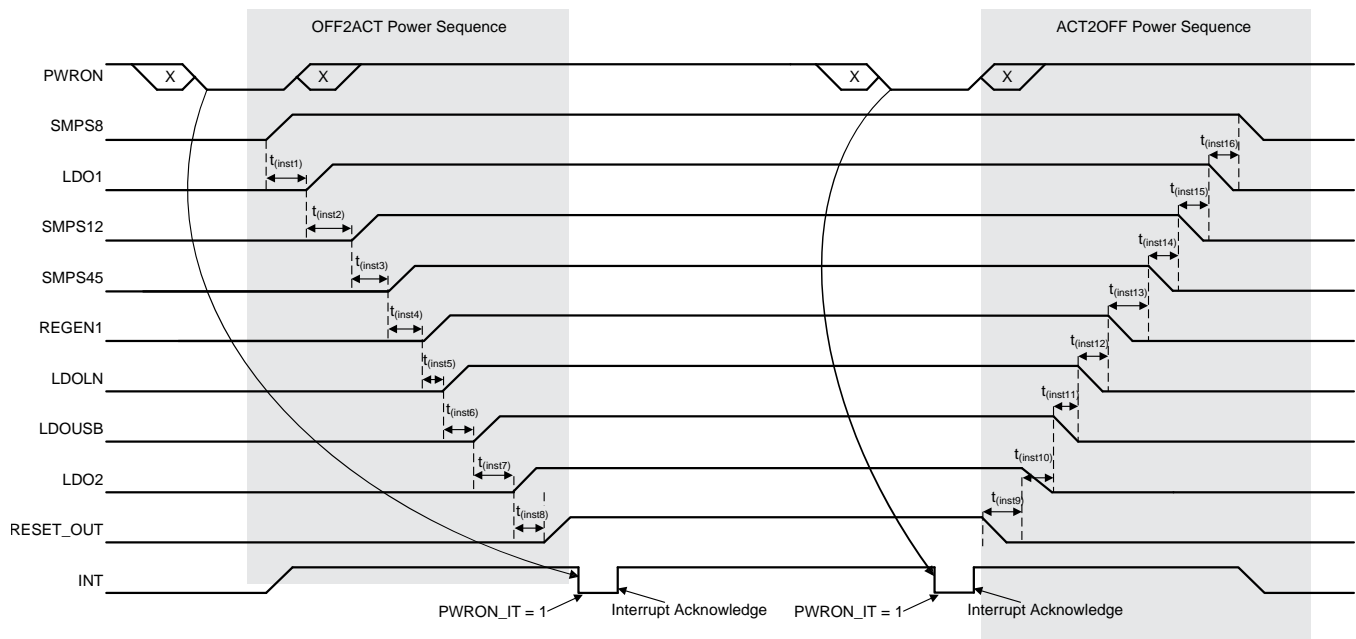 OFF2ACT Power Sequence
ACT2OFF Power Sequence
PWRON
X
X
X
X
SMPS8
t(inst1)
t(inst16)
LDO1
t(inst2)
t(inst15)
SMPS12
t(inst3)
t(inst14)
SMPS45
t(inst4)
t(inst13)
REGEN1
t(inst5)
t(inst12)
LDOLN
t(inst6)
t(inst11)
LDOUSB
t(inst7)
t(inst10)
LDO2
t(inst8)
t(inst9)
RESET_OUT
INT
PWRON_IT = 1
Interrupt Acknowledge
PWRON_IT = 1
Interrupt Acknowledge